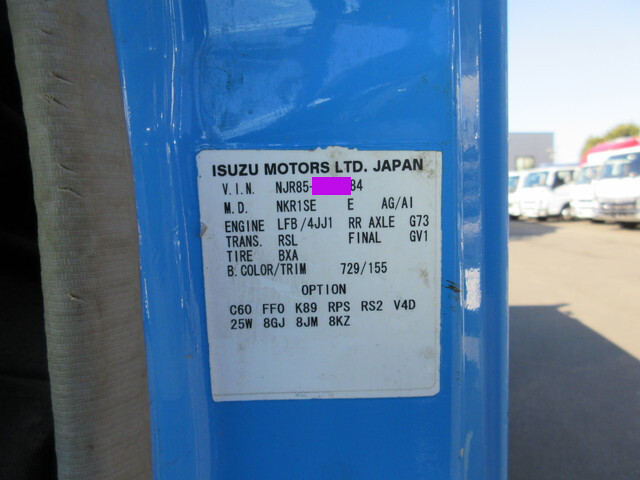 ISUZU MOTORS LTD. JAPAN
V.I.N. NJR85- 84
M.D. NKR1SE E AG/AI
ENGINE LFB/4JJ1 RR AXLE G73
TRANS. RSL FINAL GV1
TIRE BXA
B.COLOR/TRIM 729/155
OPTION
C60 FF0 K89 RPS RS2 V4D
25W 8GJ 8JM 8KZ